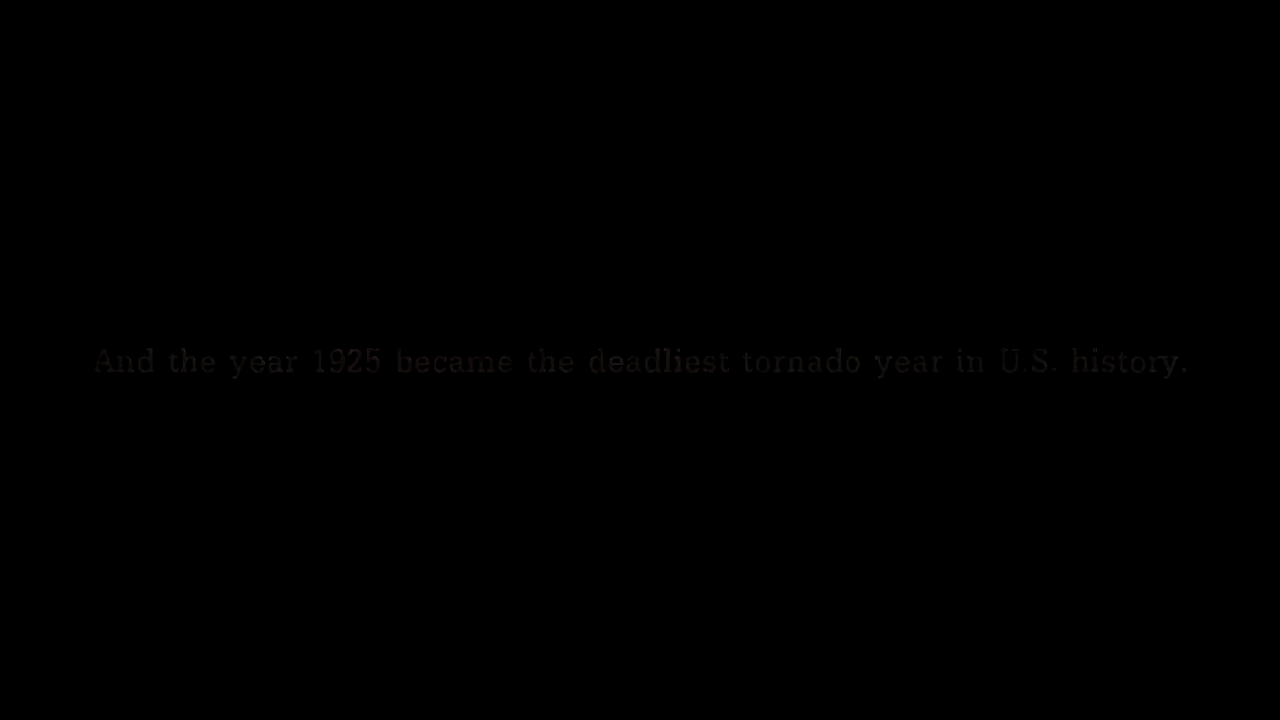 And the year 1925 became the deadliest tornado year in U.S. history.